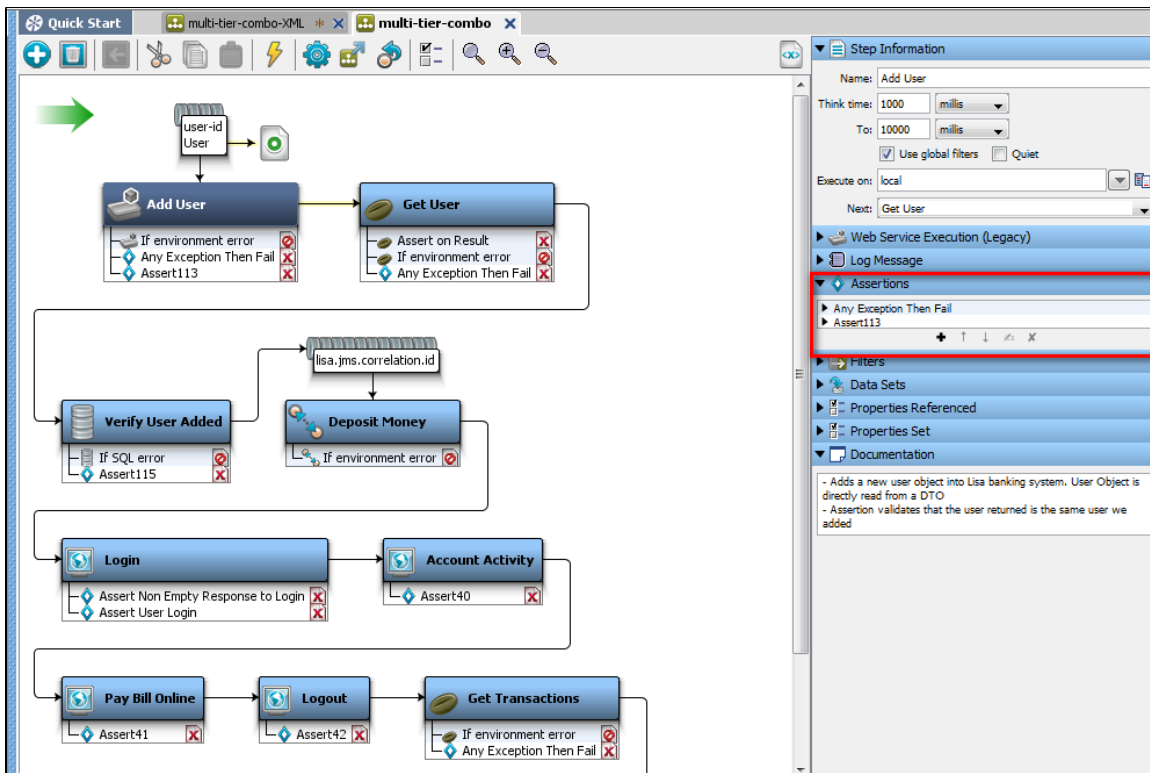 Quick Start
multi-tier-combo-XML
multi-tier-combo
user-id
User
Add User
If environment error
Any Exception Then Fail
Assert113
Get User
Assert on Result
If environment error
Any Exception Then Fail
lisa.jms.correlation.id
Verify User Added
If SQL error
Assert115
Deposit Money
If environment error
Login
Assert Non Empty Response to Login
Assert User Login
Account Activity
Assert40
Pay Bill Online
Assert41
Logout
Assert42
Get Transactions
If environment error
Any Exception Then Fail
Step Information
Name: Add User
Think time: 1000 millis
To: 10000 millis
Use global filters Quiet
Execute on: local
Next: Get User
Web Service Execution (Legacy)
Log Message
Assertions
Any Exception Then Fail
Assert113
Filters
Data Sets
Properties Referenced
Properties Set
Documentation
- Adds a new user object into Lisa banking system. User Object is
directly read from a DTO
- Assertion validates that the user returned is the same user we
added